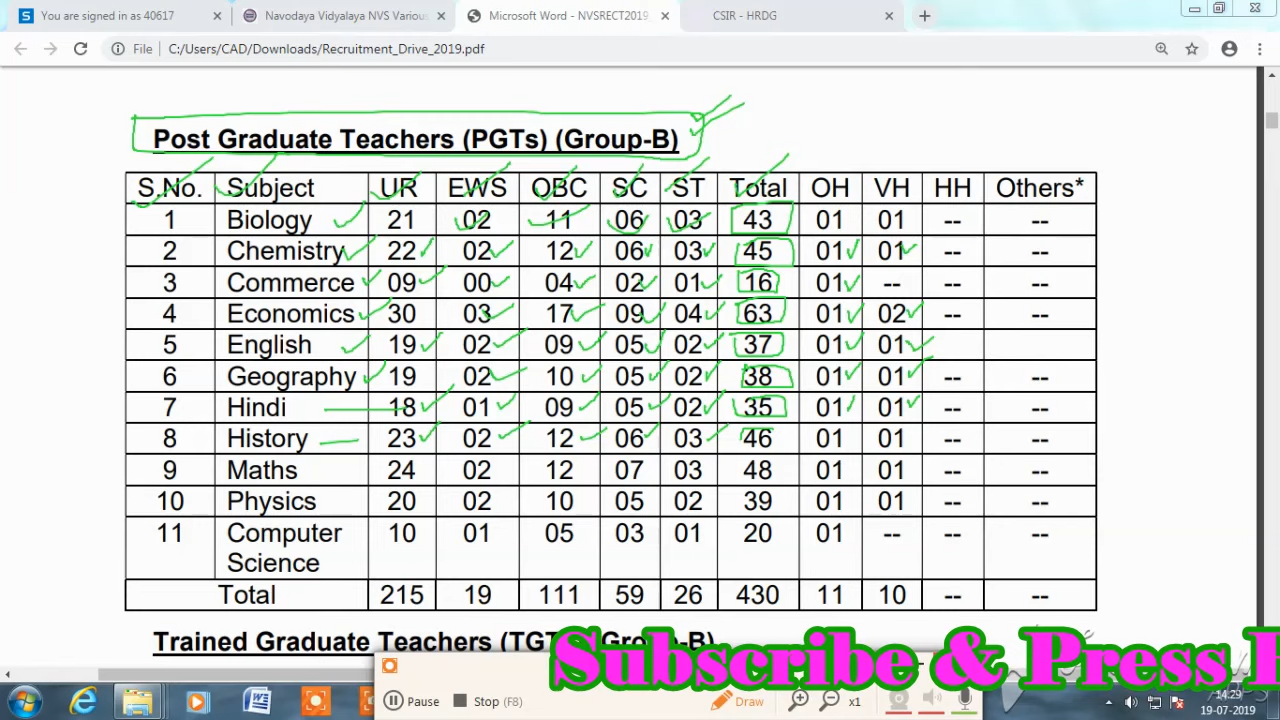 You are signed in as 40617
Navodaya Vidyalaya NVS Variou
Microsoft Word - NVSRECT2019
CSIR - HRDG
File C:/Users/CAD/Downloads/Recruitment_Drive_2019.pdf
Post Graduate Teachers (PGTs) (Group-B)
S.No. Subject UR EWS OBC SC ST Total OH VH HH Others*
1 Biology 21 02 11 06 03 43 01 01 -- --
2 Chemistry 22 02 12 06 03 45 01 01 -- --
3 Commerce 09 00 04 02 01 16 01 -- -- --
4 Economics 30 03 17 09 04 63 01 02 -- --
5 English 19 02 09 05 02 37 01 01 --
6 Geography 19 02 10 05 02 38 01 01 -- --
7 Hindi 18 01 09 05 02 35 01 01 -- --
8 History 23 02 12 06 03 46 01 01 -- --
9 Maths 24 02 12 07 03 48 01 01 -- --
10 Physics 20 02 10 05 02 39 01 01 -- --
11 Computer 10 01 05 03 01 20 01 -- -- --
Science
Total 215 19 111 59 26 430 11 10 -- --
Trained Graduate Teachers (TGT Group-B)
Subscribe & Press
Pause Stop (F8) Draw x1
14:29
19-07-2019